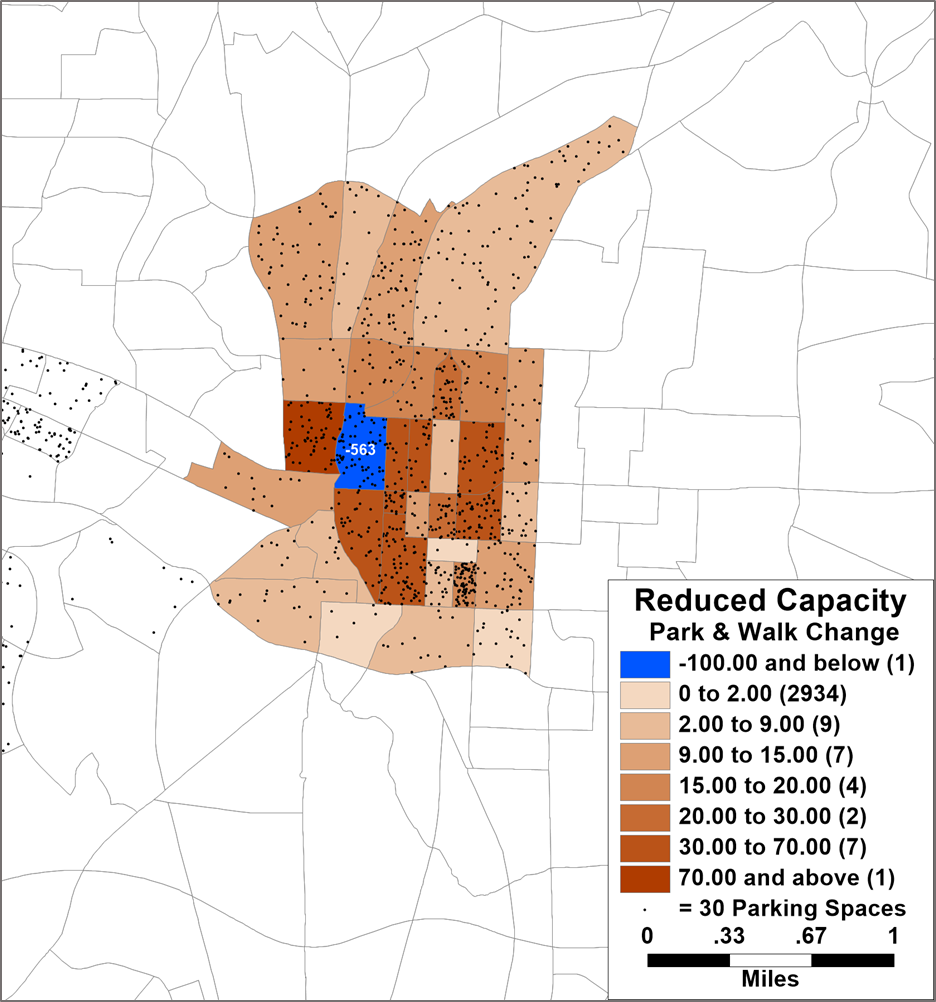 -563
Reduced Capacity
Park & Walk Change
-100.00 and below (1)
0 to 2.00 (2934)
2.00 to 9.00 (9)
9.00 to 15.00 (7)
15.00 to 20.00 (4)
20.00 to 30.00 (2)
30.00 to 70.00 (7)
70.00 and above (1)
= 30 Parking Spaces
0 .33 .67 1
Miles